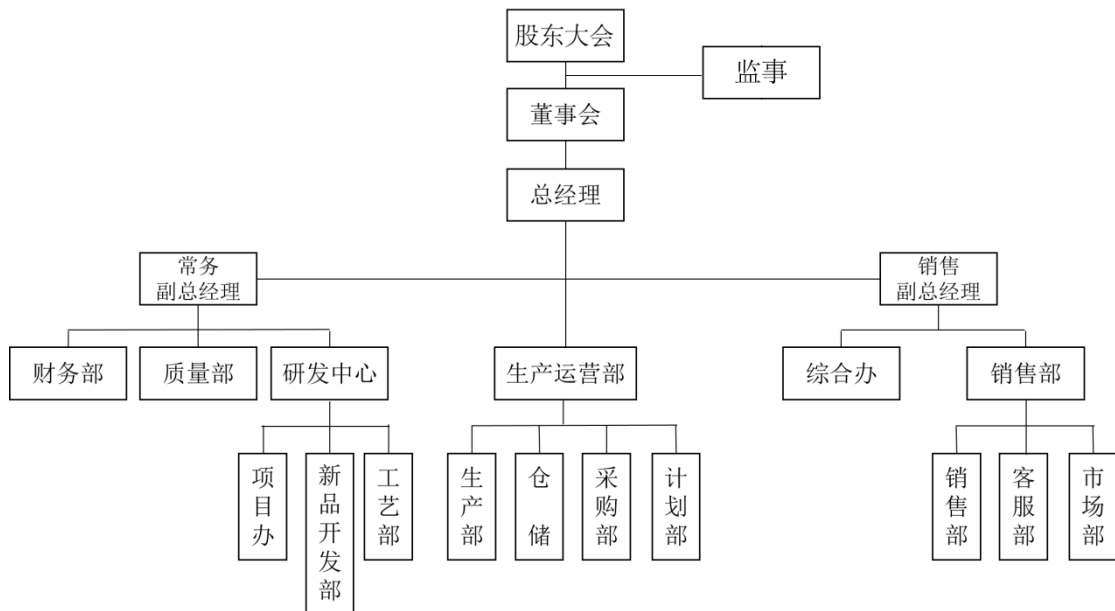 股东大会
监事
董事会
总经理
常务
副总经理
销售
副总经理
财务部
质量部
研发中心
生产运营部
综合办
销售部
项目办
新品开发部
工艺部
生产部
仓储
采购部
计划部
销售部
客服部
市场部